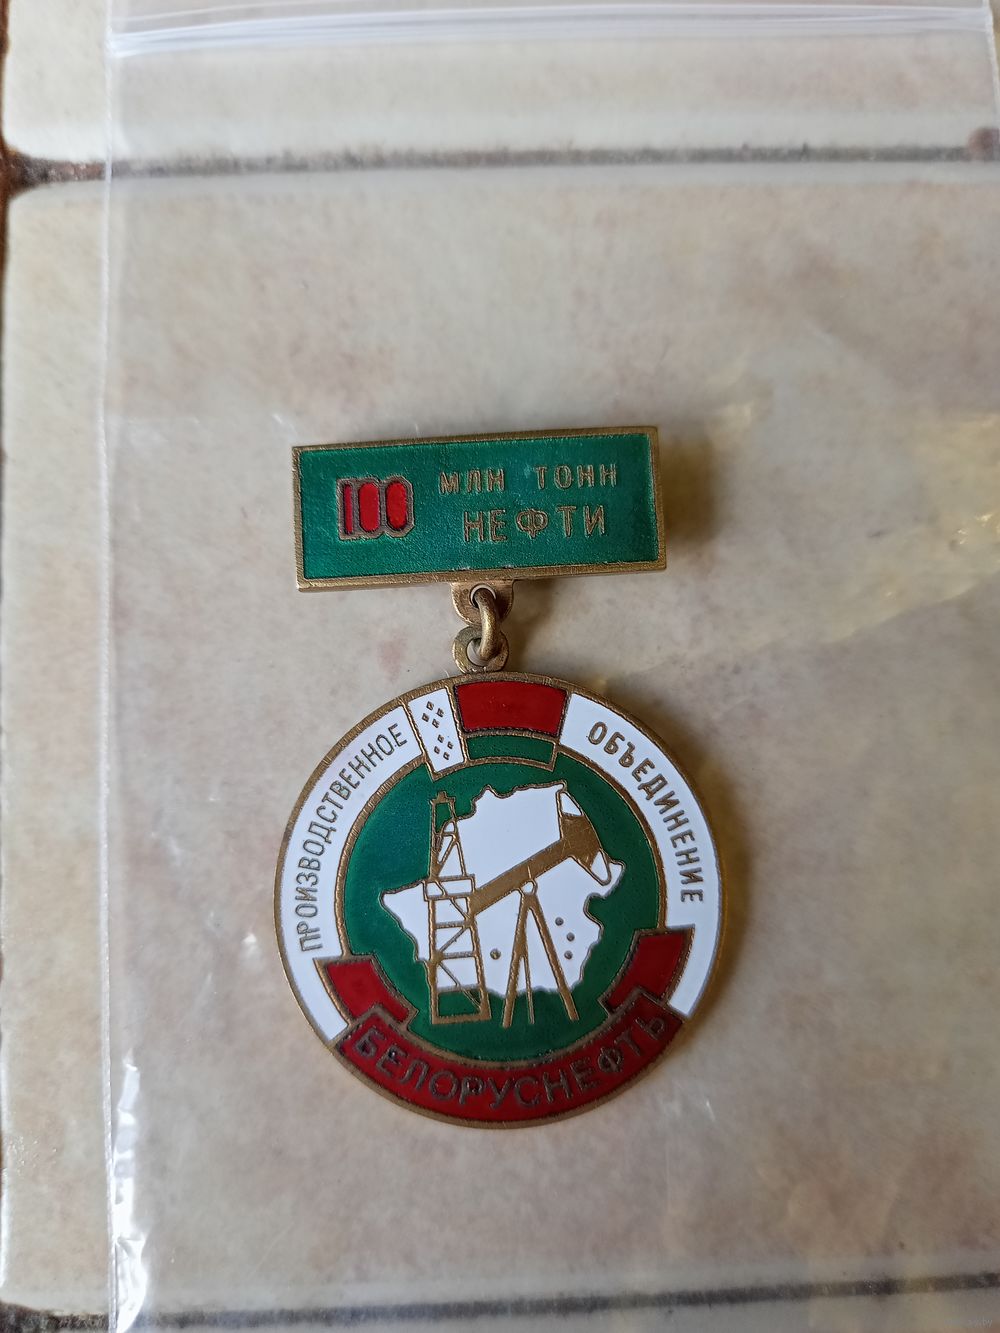 100 МЛН ТОНН
НЕФТИ
ПРОИЗВОДСТВЕННОЕ
ОБЪЕДИНЕНИЕ
БЕЛОРУСНЕФТЬ